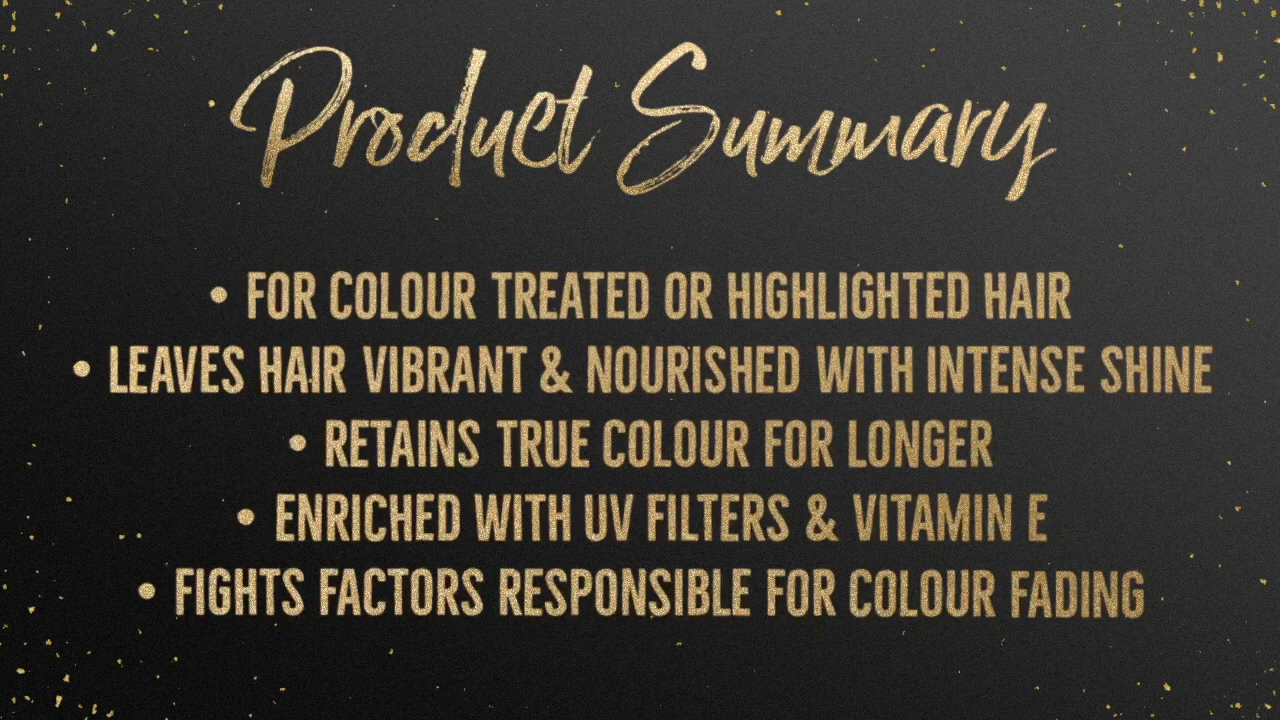 Product Summary
• FOR COLOUR TREATED OR HIGHLIGHTED HAIR
• LEAVES HAIR VIBRANT & NOURISHED WITH INTENSE SHINE
• RETAINS TRUE COLOUR FOR LONGER
• ENRICHED WITH UV FILTERS & VITAMIN E
• FIGHTS FACTORS RESPONSIBLE FOR COLOUR FADING